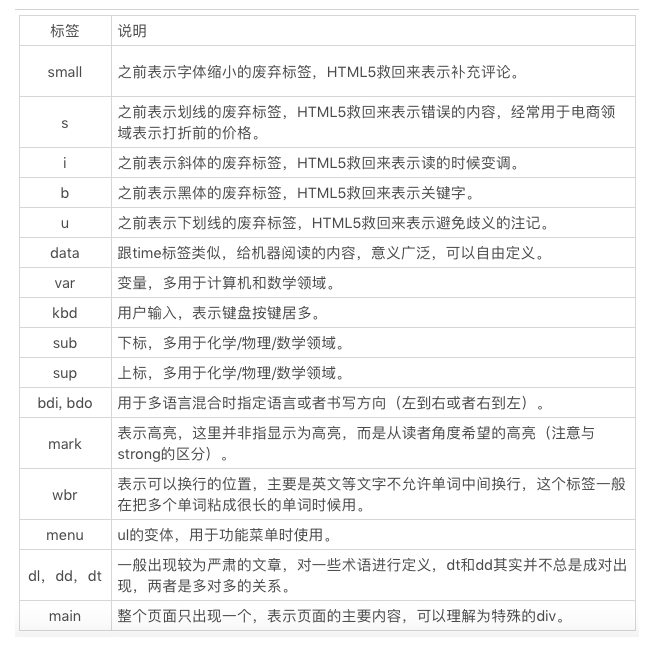 标签 说明
small 之前表示字体缩小的废弃标签，HTML5救回来表示补充评论。
s 之前表示划线的废弃标签，HTML5救回来表示错误的内容，经常用于电商领
域表示打折前的价格。
i 之前表示斜体的废弃标签，HTML5救回来表示读的时候变调。
b 之前表示黑体的废弃标签，HTML5救回来表示关键字。
u 之前表示下划线的废弃标签，HTML5救回来表示避免歧义的注记。
data 跟time标签类似，给机器阅读的内容，意义广泛，可以自由定义。
var 变量，多用于计算机和数学领域。
kbd 用户输入，表示键盘按键居多。
sub 下标，多用于化学/物理/数学领域。
sup 上标，多用于化学/物理/数学领域。
bdi, bdo 用于多语言混合时指定语言或者书写方向（左到右或者右到左）。
mark 表示高亮，这里并非指显示为高亮，而是从读者角度希望的高亮（注意与
strong的区分）。
wbr 表示可以换行的位置，主要是英文等文字不允许单词中间换行，这个标签一般
在把多个单词粘成很长的单词时候用。
menu ul的变体，用于功能菜单时使用。
dl，dd，dt 一般出现较为严肃的文章，对一些术语进行定义，dt和dd其实并不总是成对出
现，两者是多对多的关系。
main 整个页面只出现一个，表示页面的主要内容，可以理解为特殊的div。